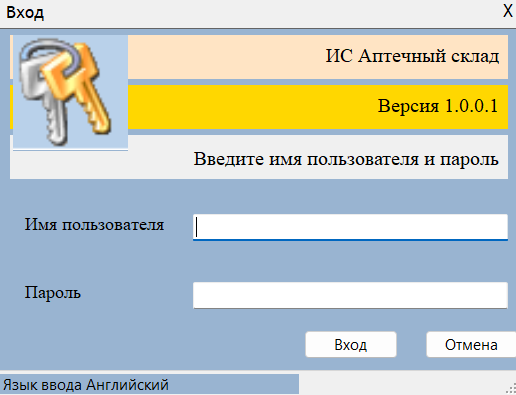 Вход X
ИС Аптечный склад
Версия 1.0.0.1
Введите имя пользователя и пароль
Имя пользователя
Пароль
Вход Отмена
Язык ввода Английский